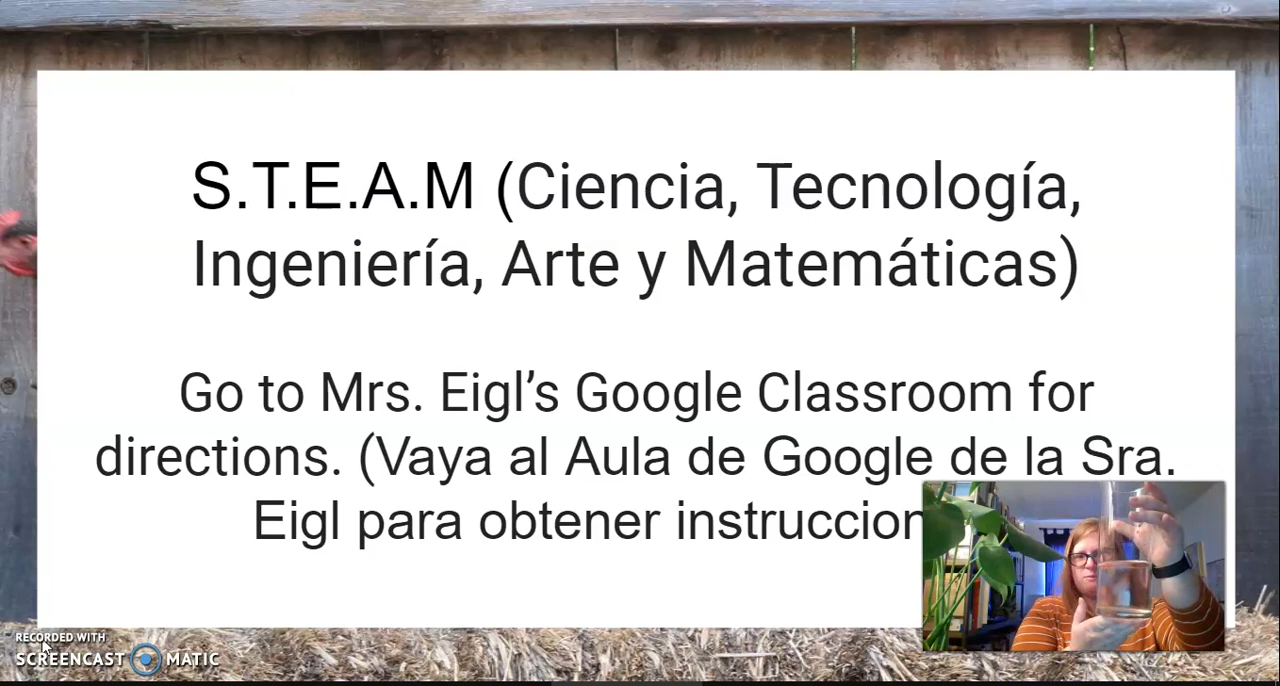 S.T.E.A.M (Ciencia, Tecnología,
Ingeniería, Arte y Matemáticas)
Go to Mrs. Eigl’s Google Classroom for
directions. (Vaya al Aula de Google de la Sra.
Eigl para obtener
RECORDED WITH
SCREENCAST MATIC